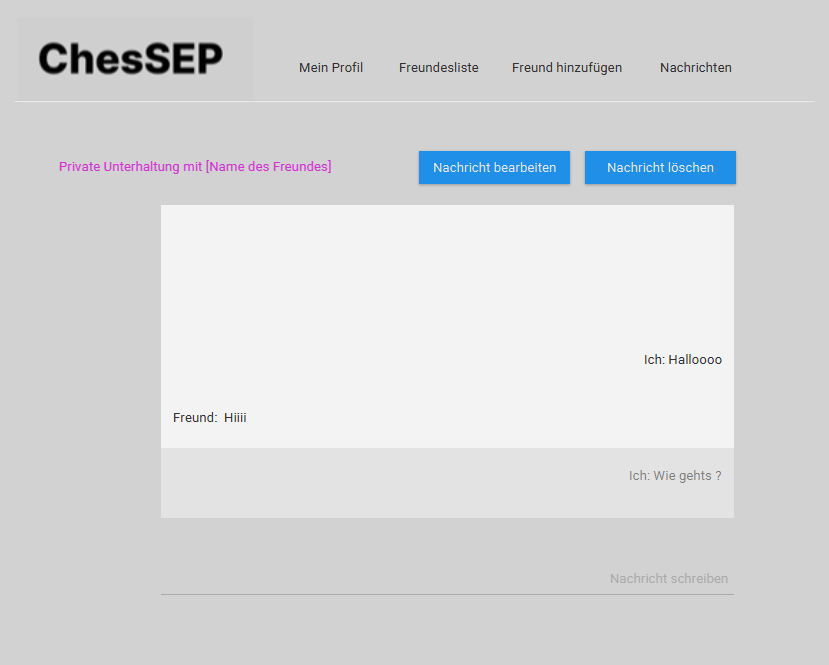 ChesSEP
Mein Profil Freundesliste Freund hinzufügen Nachrichten
Private Unterhaltung mit [Name des Freundes] Nachricht bearbeiten Nachricht löschen
Ich: Halloooo
Freund: Hiiii
Ich: Wie gehts ?
Nachricht schreiben